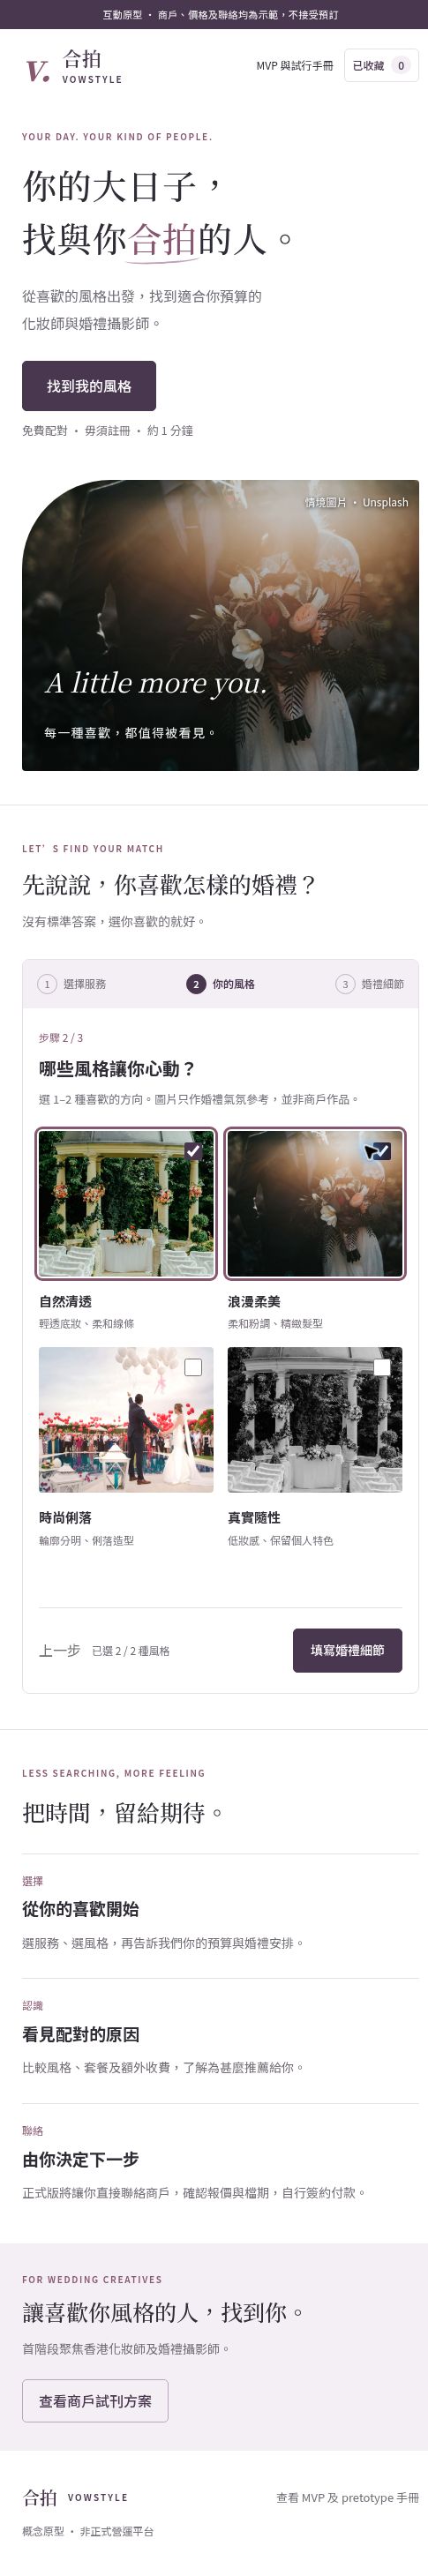 互動原型 · 商戶、價格及聯絡均為示範，不接受預訂
V.
合拍
VOWSTYLE
MVP 與試行手冊
已收藏 0
YOUR DAY. YOUR KIND OF PEOPLE.
你的大日子，
找與你合拍的人。
從喜歡的風格出發，找到適合你預算的
化妝師與婚禮攝影師。
找到我的風格
免費配對 · 毋須註冊 · 約 1 分鐘
情境圖片 · Unsplash
A little more you.
每一種喜歡，都值得被看見。
LET’S FIND YOUR MATCH
先說說，你喜歡怎樣的婚禮？
沒有標準答案，選你喜歡的就好。
1 選擇服務
2 你的風格
3 婚禮細節
步驟 2 / 3
哪些風格讓你心動？
選 1–2 種喜歡的方向。圖片只作婚禮氣氛參考，並非商戶作品。
自然清透
輕透底妝、柔和線條
浪漫柔美
柔和粉調、精緻髮型
時尚俐落
輪廓分明、俐落造型
真實隨性
低妝感、保留個人特色
上一步
已選 2 / 2 種風格
填寫婚禮細節
LESS SEARCHING, MORE FEELING
把時間，留給期待。
選擇
從你的喜歡開始
選服務、選風格，再告訴我們你的預算與婚禮安排。
認識
看見配對的原因
比較風格、套餐及額外收費，了解為甚麼推薦給你。
聯絡
由你決定下一步
正式版將讓你直接聯絡商戶，確認報價與檔期，自行簽約付款。
FOR WEDDING CREATIVES
讓喜歡你風格的人，找到你。
首階段聚焦香港化妝師及婚禮攝影師。
查看商戶試刊方案
合拍 VOWSTYLE
查看 MVP 及 pretotype 手冊
概念原型 · 非正式營運平台